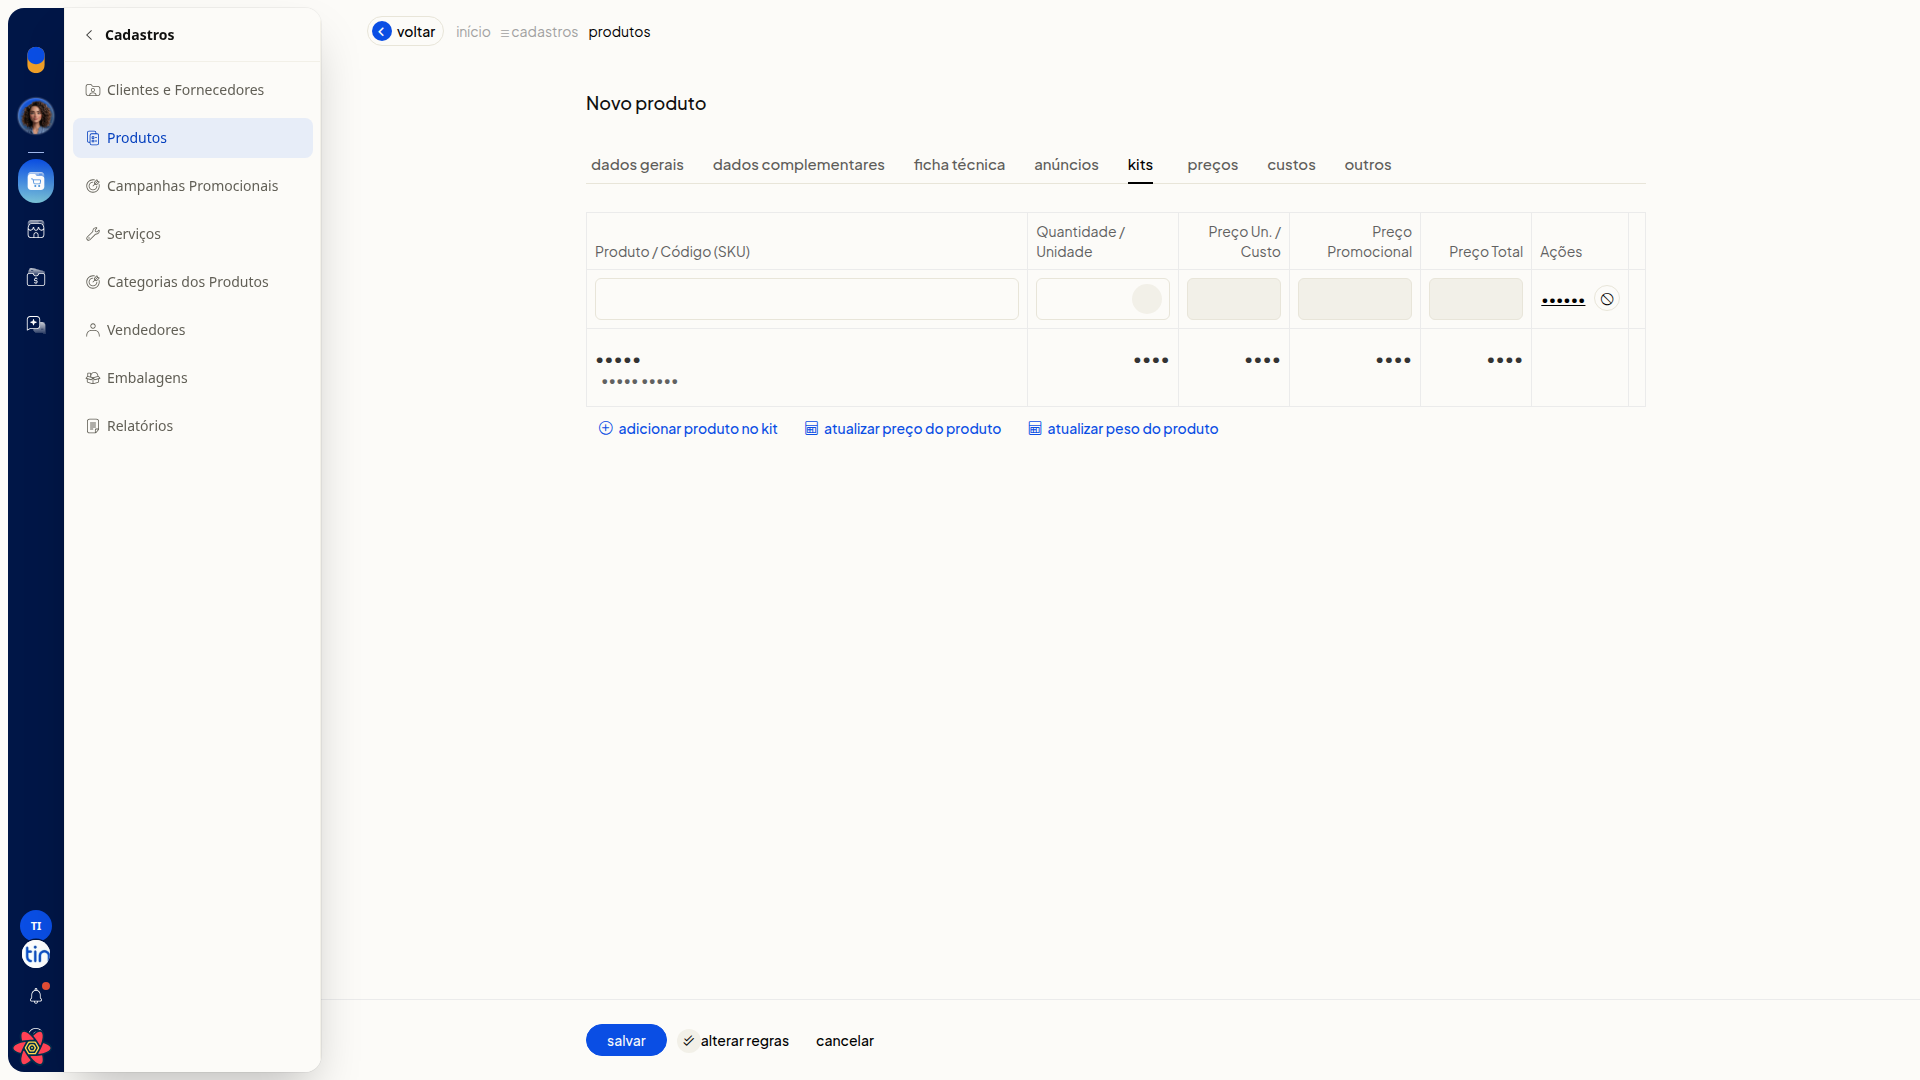 Cadastros
Clientes e Fornecedores
Produtos
Campanhas Promocionais
Serviços
Categorias dos Produtos
Vendedores
Embalagens
Relatórios
TI
tin
voltar início cadastros produtos
Novo produto
dados gerais dados complementares ficha técnica anúncios kits preços custos outros
Produto / Código (SKU)
Quantidade /
Unidade
Preço Un. /
Custo
Preço
Promocional
Preço Total
Ações
••••••
••••• •••• •••• •••• ••••
••••• •••••
adicionar produto no kit atualizar preço do produto atualizar peso do produto
salvar alterar regras cancelar